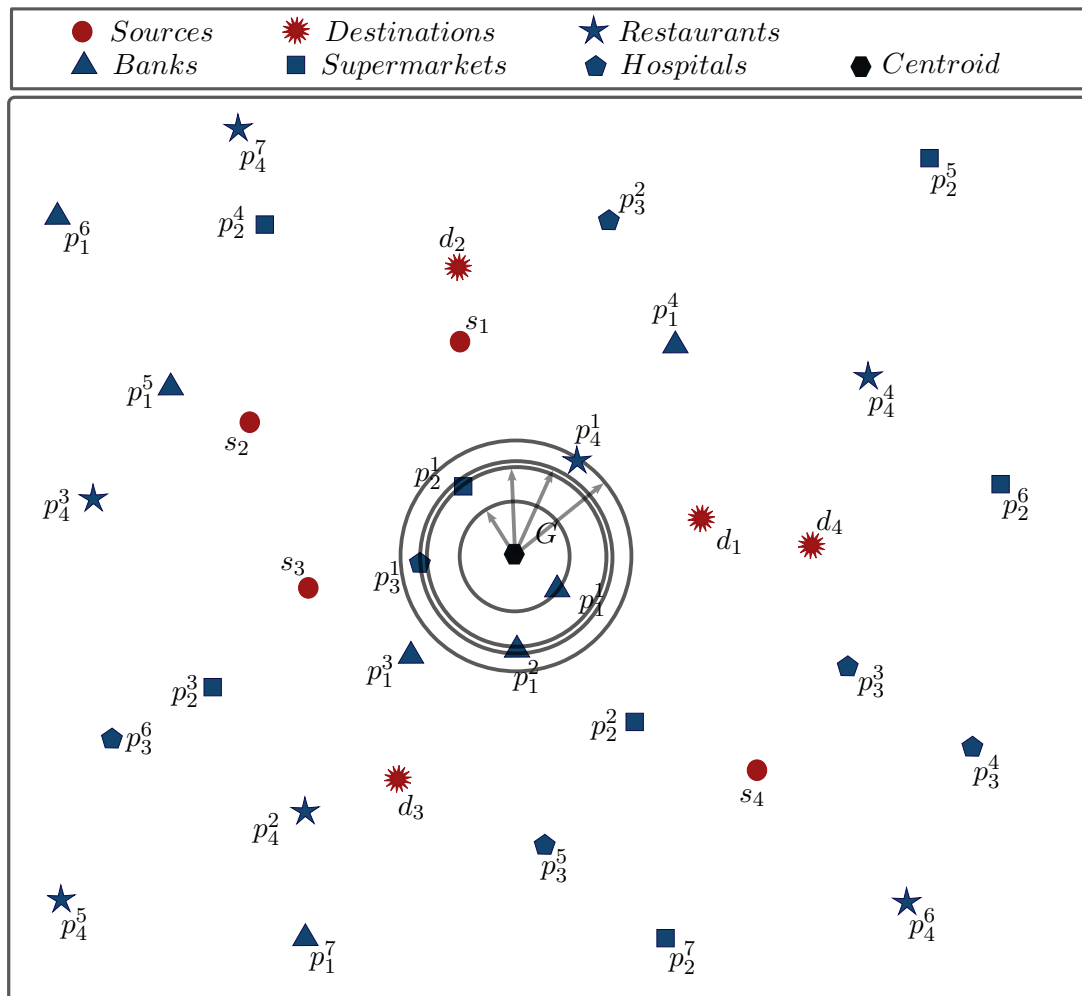 Sources Destinations Restaurants
Banks Supermarkets Hospitals Centroid
p_4^7
p_2^5
p_3^2
p_1^6
p_2^4
d_2
p_1^4
s_1
p_1^5
p_4^4
s_2
p_4^1
p_2^1
p_4^3
p_2^6
G
d_1
d_4
s_3
p_3^1
p_1^1
p_1^3
p_1^2
p_3^3
p_2^3
p_2^2
p_3^6
p_3^4
s_4
d_3
p_4^2
p_3^5
p_4^5
p_4^6
p_1^7
p_2^7